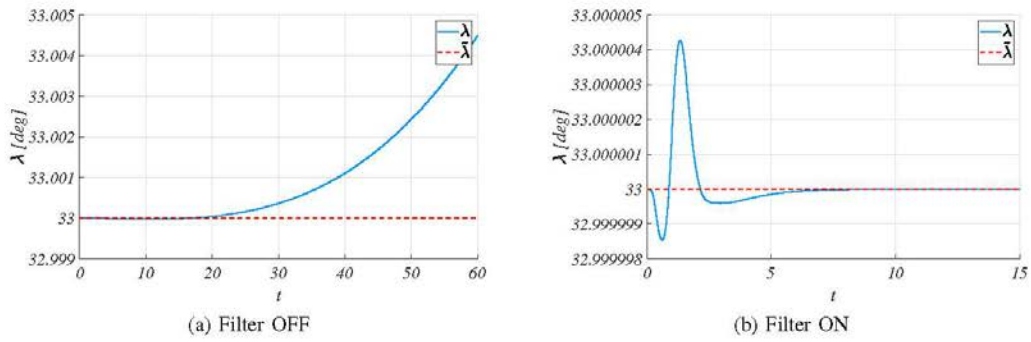 33.005
33.004
33.003
33.002
33.001
33
32.999
λ [deg]
0 10 20 30 40 50 60
t
λ
λ̄
(a) Filter OFF
33.000005
33.000004
33.000003
33.000002
33.000001
33
32.999999
32.999998
λ [deg]
0 5 10 15
t
λ
λ̄
(b) Filter ON